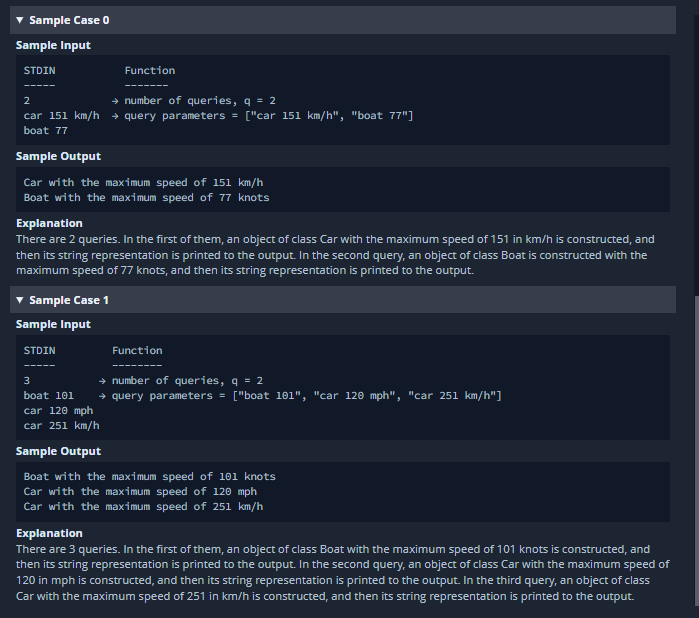 ▼ Sample Case 0
Sample Input
STDIN Function
----- -------
2 → number of queries, q = 2
car 151 km/h → query parameters = ["car 151 km/h", "boat 77"]
boat 77
Sample Output
Car with the maximum speed of 151 km/h
Boat with the maximum speed of 77 knots
Explanation
There are 2 queries. In the first of them, an object of class Car with the maximum speed of 151 in km/h is constructed, and
then its string representation is printed to the output. In the second query, an object of class Boat is constructed with the
maximum speed of 77 knots, and then its string representation is printed to the output.
▼ Sample Case 1
Sample Input
STDIN Function
----- --------
3 → number of queries, q = 2
boat 101 → query parameters = ["boat 101", "car 120 mph", "car 251 km/h"]
car 120 mph
car 251 km/h
Sample Output
Boat with the maximum speed of 101 knots
Car with the maximum speed of 120 mph
Car with the maximum speed of 251 km/h
Explanation
There are 3 queries. In the first of them, an object of class Boat with the maximum speed of 101 knots is constructed, and
then its string representation is printed to the output. In the second query, an object of class Car with the maximum speed of
120 in mph is constructed, and then its string representation is printed to the output. In the third query, an object of class
Car with the maximum speed of 251 in km/h is constructed, and then its string representation is printed to the output.